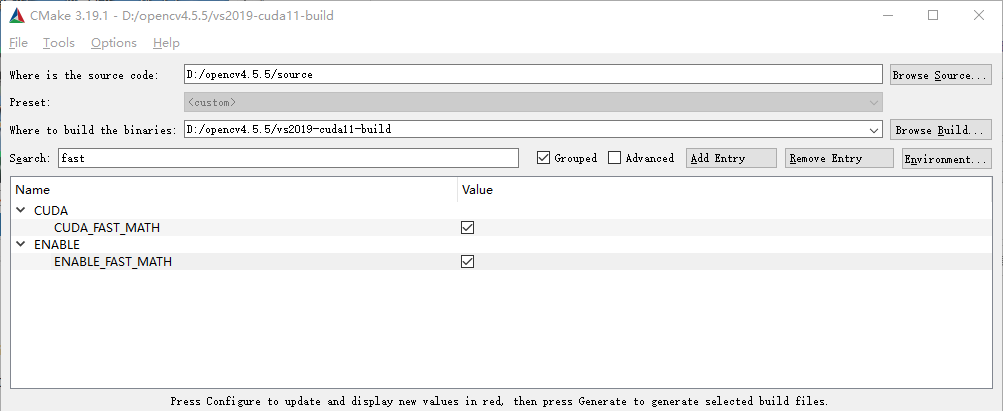 CMake 3.19.1 - D:/opencv4.5.5/vs2019-cuda11-build
File Tools Options Help
Where is the source code: D:/opencv4.5.5/source Browse Source...
Preset: <custom>
Where to build the binaries: D:/opencv4.5.5/vs2019-cuda11-build Browse Build...
Search: fast Grouped Advanced Add Entry Remove Entry Environment...
Name Value
CUDA
CUDA_FAST_MATH
ENABLE
ENABLE_FAST_MATH
Press Configure to update and display new values in red, then press Generate to generate selected build files.